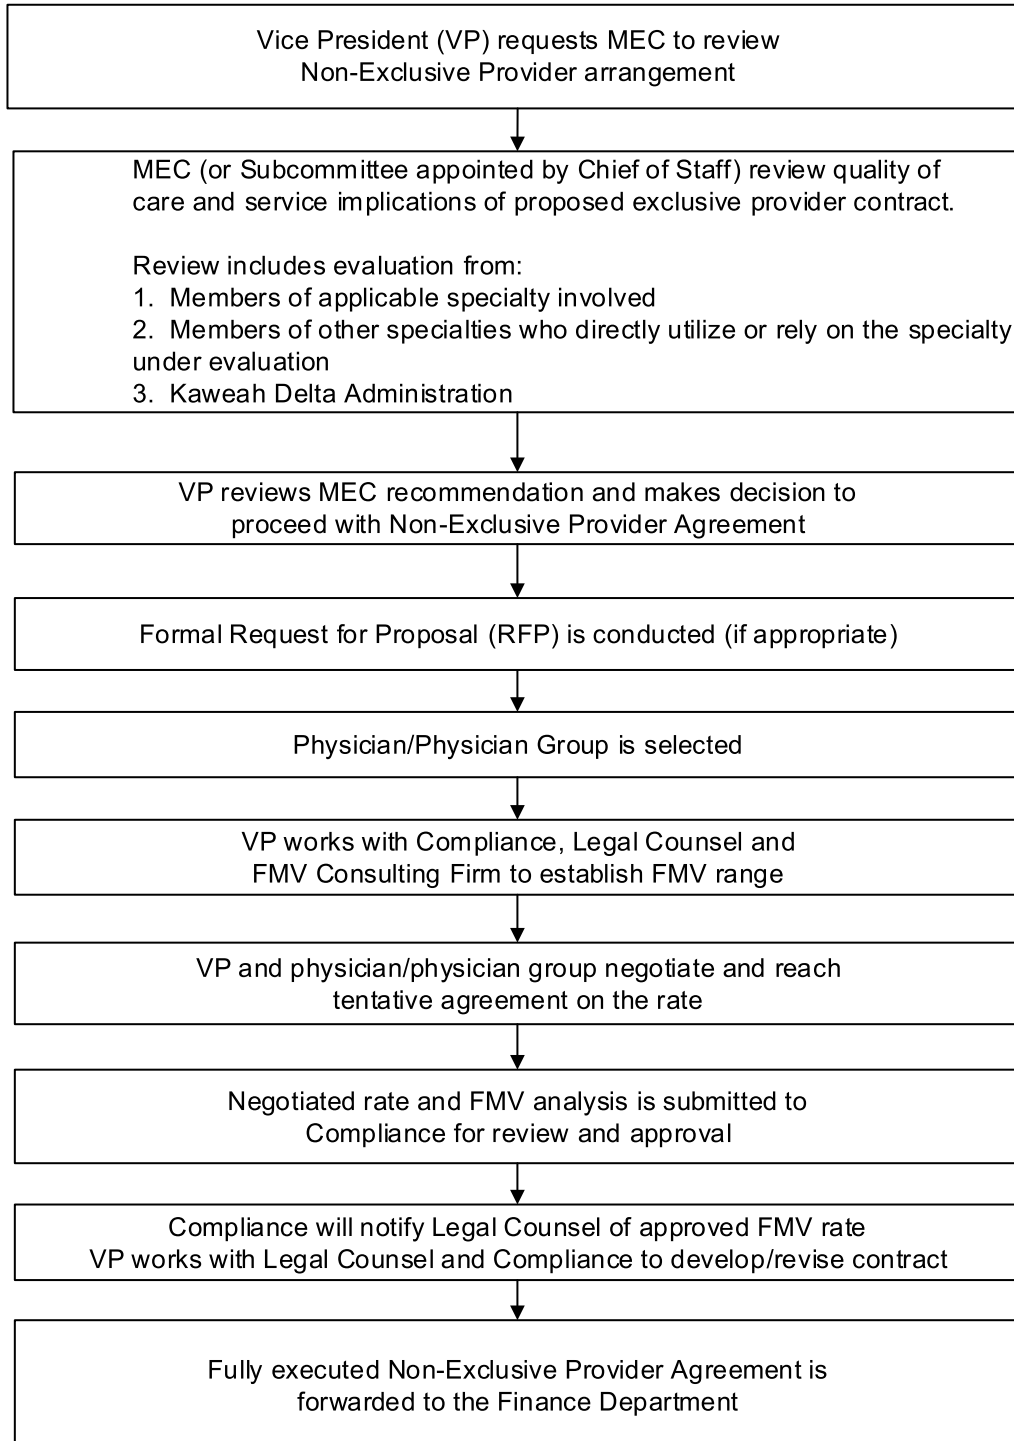 Vice President (VP) requests MEC to review
Non-Exclusive Provider arrangement
MEC (or Subcommittee appointed by Chief of Staff) review quality of
care and service implications of proposed exclusive provider contract.
Review includes evaluation from:
1. Members of applicable specialty involved
2. Members of other specialties who directly utilize or rely on the specialty
under evaluation
3. Kaweah Delta Administration
VP reviews MEC recommendation and makes decision to
proceed with Non-Exclusive Provider Agreement
Formal Request for Proposal (RFP) is conducted (if appropriate)
Physician/Physician Group is selected
VP works with Compliance, Legal Counsel and
FMV Consulting Firm to establish FMV range
VP and physician/physician group negotiate and reach
tentative agreement on the rate
Negotiated rate and FMV analysis is submitted to
Compliance for review and approval
Compliance will notify Legal Counsel of approved FMV rate
VP works with Legal Counsel and Compliance to develop/revise contract
Fully executed Non-Exclusive Provider Agreement is
forwarded to the Finance Department